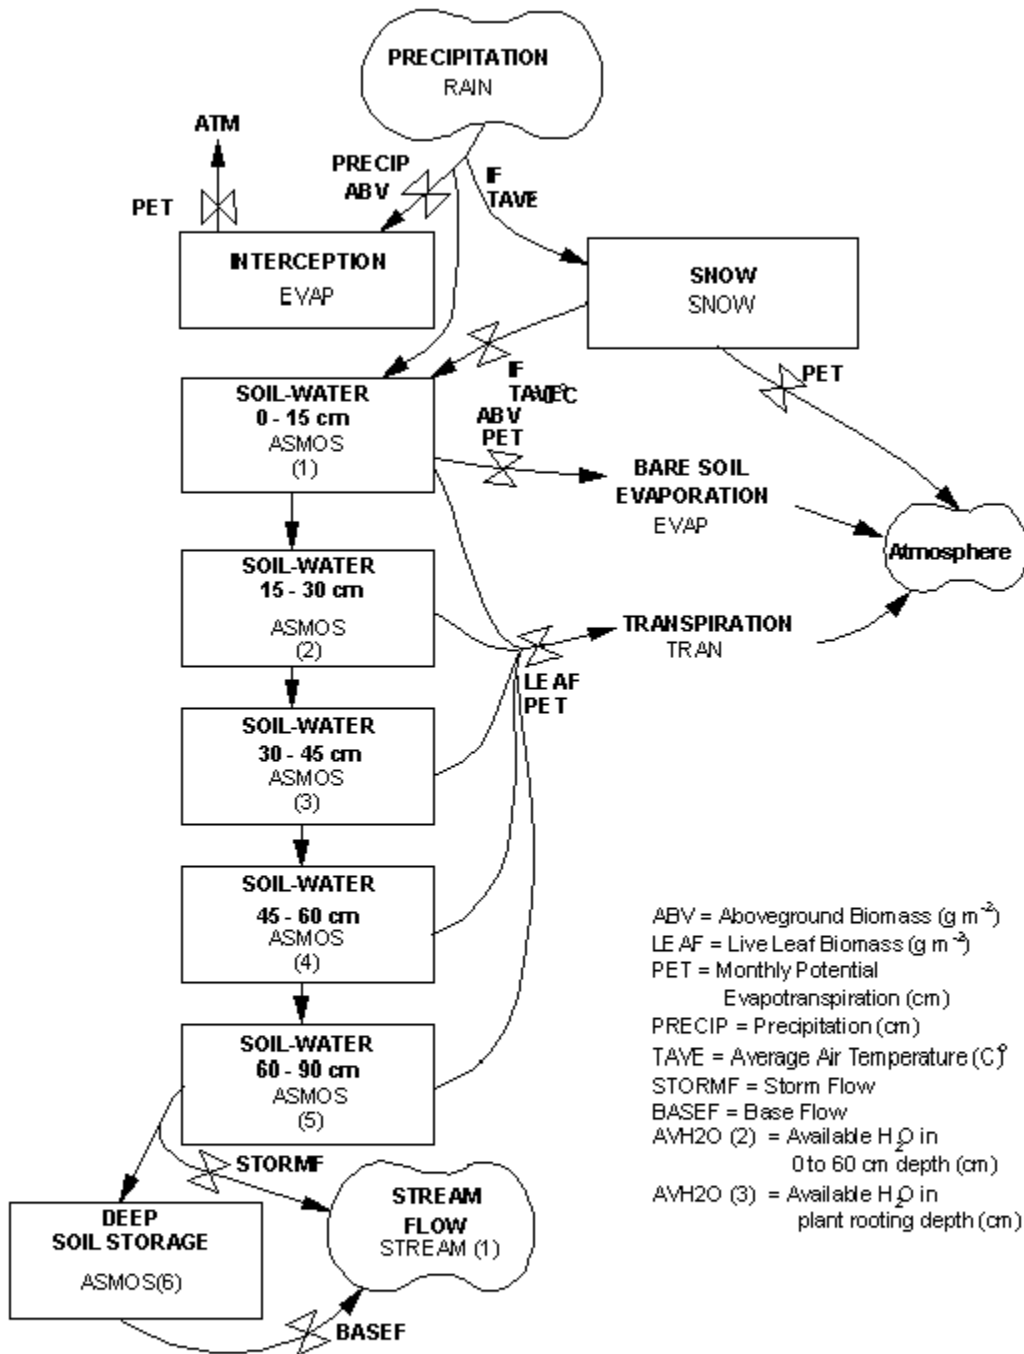 PRECIPITATION
RAIN
ATM
PRECIP
ABV
IF
TAVE
PET
INTERCEPTION
EVAP
SNOW
SNOW
IF
TAVE
ABV
PET
PET
SOIL-WATER
0 - 15 cm
ASMOS
(1)
BARE SOIL
EVAPORATION
EVAP
Atmosphere
SOIL-WATER
15 - 30 cm
ASMOS
(2)
TRANSPIRATION
TRAN
LEAF
PET
SOIL-WATER
30 - 45 cm
ASMOS
(3)
SOIL-WATER
45 - 60 cm
ASMOS
(4)
SOIL-WATER
60 - 90 cm
ASMOS
(5)
STORMF
DEEP
SOIL STORAGE
ASMOS(6)
STREAM
FLOW
STREAM (1)
BASEF
ABV = Aboveground Biomass (g m⁻²)
LEAF = Live Leaf Biomass (g m⁻²)
PET = Monthly Potential
Evapotranspiration (cm)
PRECIP = Precipitation (cm)
TAVE = Average Air Temperature (C)°
STORMF = Storm Flow
BASEF = Base Flow
AVH2O (2) = Available H₂O in
0 to 60 cm depth (cm)
AVH2O (3) = Available H₂O in
plant rooting depth (cm)